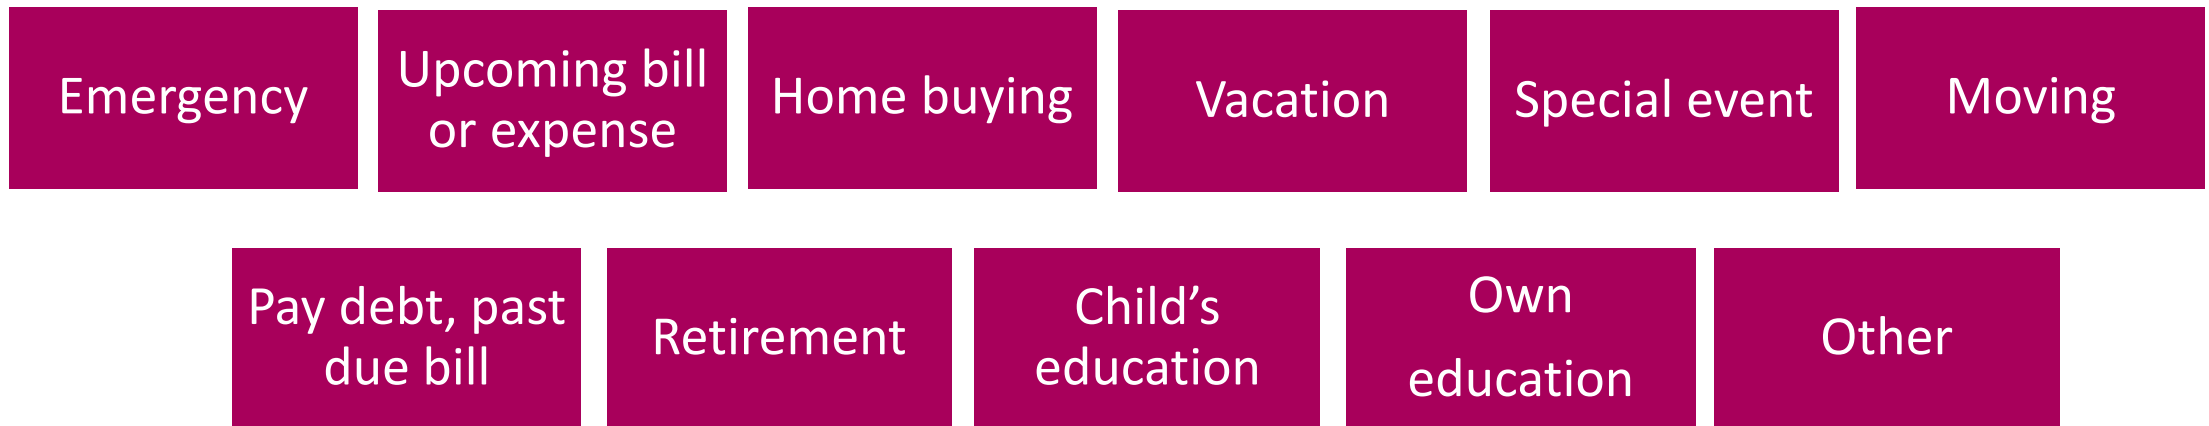 Emergency
Upcoming bill
or expense
Home buying
Vacation
Special event
Moving
Pay debt, past
due bill
Retirement
Child’s
education
Own
education
Other